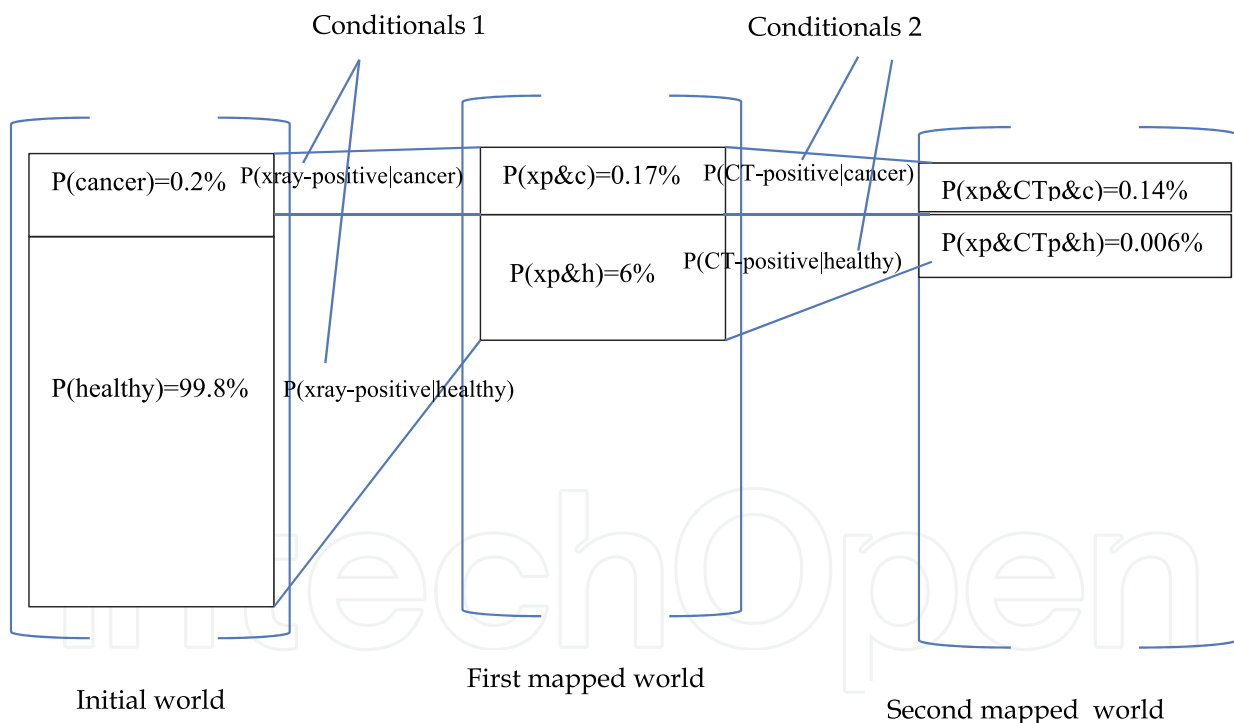 Conditionals 1
Conditionals 2
P(cancer)=0.2%
P(xray-positive|cancer)
P(xp&c)=0.17%
P(CT-positive|cancer)
P(xp&CTp&c)=0.14%
P(xp&CTp&h)=0.006%
P(xp&h)=6%
P(CT-positive|healthy)
P(healthy)=99.8%
P(xray-positive|healthy)
IntechOpen
Initial world
First mapped world
Second mapped world